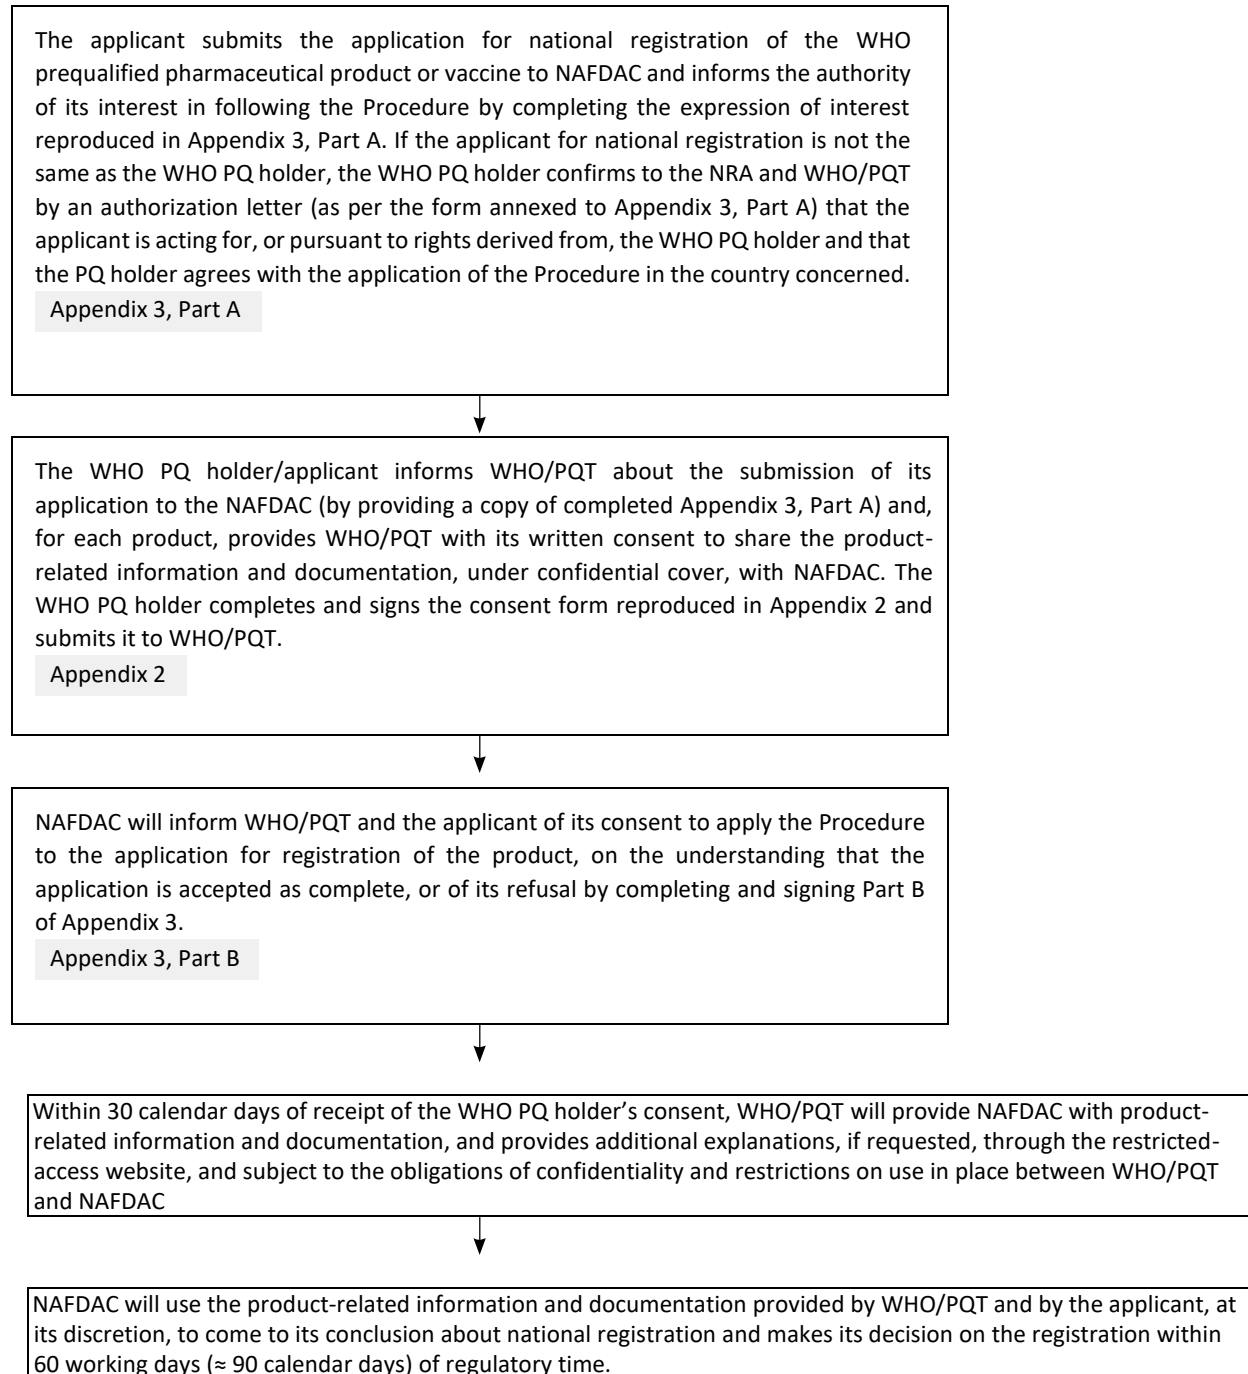 The applicant submits the application for national registration of the WHO
prequalified pharmaceutical product or vaccine to NAFDAC and informs the authority
of its interest in following the Procedure by completing the expression of interest
reproduced in Appendix 3, Part A. If the applicant for national registration is not the
same as the WHO PQ holder, the WHO PQ holder confirms to the NRA and WHO/PQT
by an authorization letter (as per the form annexed to Appendix 3, Part A) that the
applicant is acting for, or pursuant to rights derived from, the WHO PQ holder and that
the PQ holder agrees with the application of the Procedure in the country concerned.
Appendix 3, Part A
The WHO PQ holder/applicant informs WHO/PQT about the submission of its
application to the NAFDAC (by providing a copy of completed Appendix 3, Part A) and,
for each product, provides WHO/PQT with its written consent to share the product-
related information and documentation, under confidential cover, with NAFDAC. The
WHO PQ holder completes and signs the consent form reproduced in Appendix 2 and
submits it to WHO/PQT.
Appendix 2
NAFDAC will inform WHO/PQT and the applicant of its consent to apply the Procedure
to the application for registration of the product, on the understanding that the
application is accepted as complete, or of its refusal by completing and signing Part B
of Appendix 3.
Appendix 3, Part B
Within 30 calendar days of receipt of the WHO PQ holder’s consent, WHO/PQT will provide NAFDAC with product-
related information and documentation, and provides additional explanations, if requested, through the restricted-
access website, and subject to the obligations of confidentiality and restrictions on use in place between WHO/PQT
and NAFDAC
NAFDAC will use the product-related information and documentation provided by WHO/PQT and by the applicant, at
its discretion, to come to its conclusion about national registration and makes its decision on the registration within
60 working days (≈ 90 calendar days) of regulatory time.